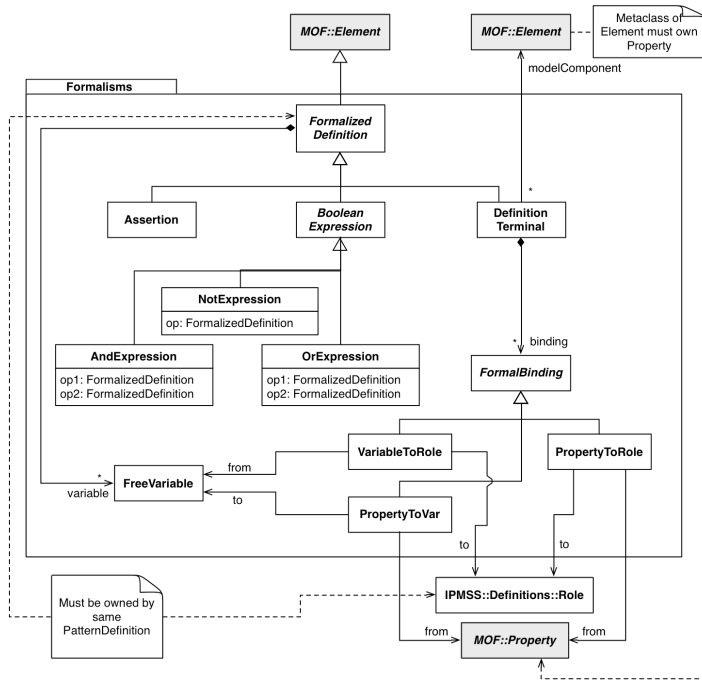 MOF::Element
MOF::Element
Metaclass of
Element must own
Property
modelComponent
Formalisms
Formalized
Definition
*
Assertion
Boolean
Expression
Definition
Terminal
NotExpression
op: FormalizedDefinition
AndExpression
op1: FormalizedDefinition
op2: FormalizedDefinition
OrExpression
op1: FormalizedDefinition
op2: FormalizedDefinition
* binding
FormalBinding
VariableToRole
PropertyToRole
from
*
variable
FreeVariable
to
PropertyToVar
to
to
Must be owned by
same
PatternDefinition
IPMSS::Definitions::Role
from
MOF::Property
from